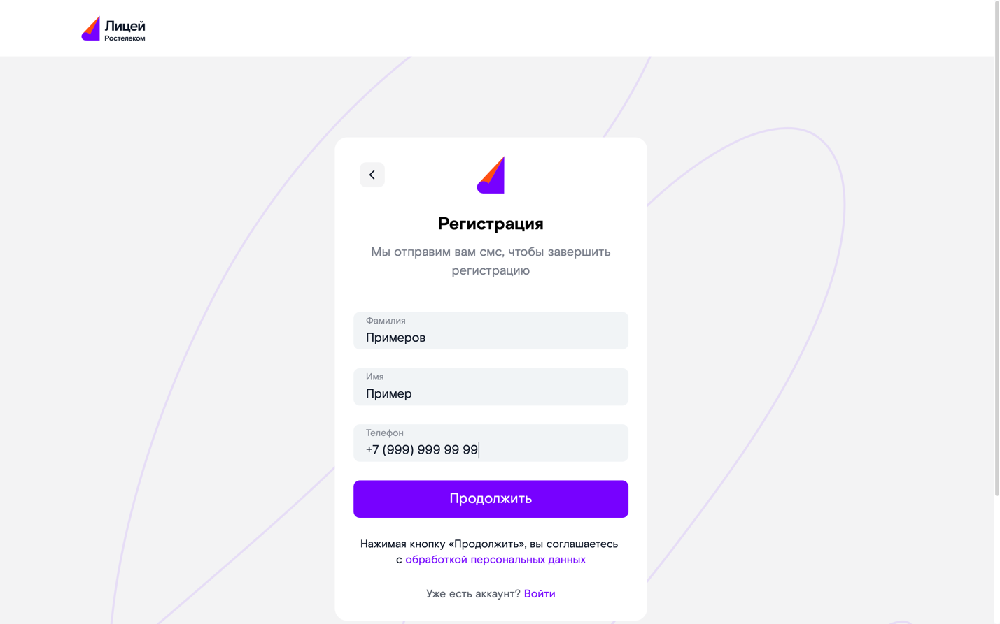 Лицей
Ростелеком
Регистрация
Мы отправим вам смс, чтобы завершить
регистрацию
Фамилия
Примеров
Имя
Пример
Телефон
+7 (999) 999 99 99
Продолжить
Нажимая кнопку «Продолжить», вы соглашаетесь
с обработкой персональных данных
Уже есть аккаунт? Войти